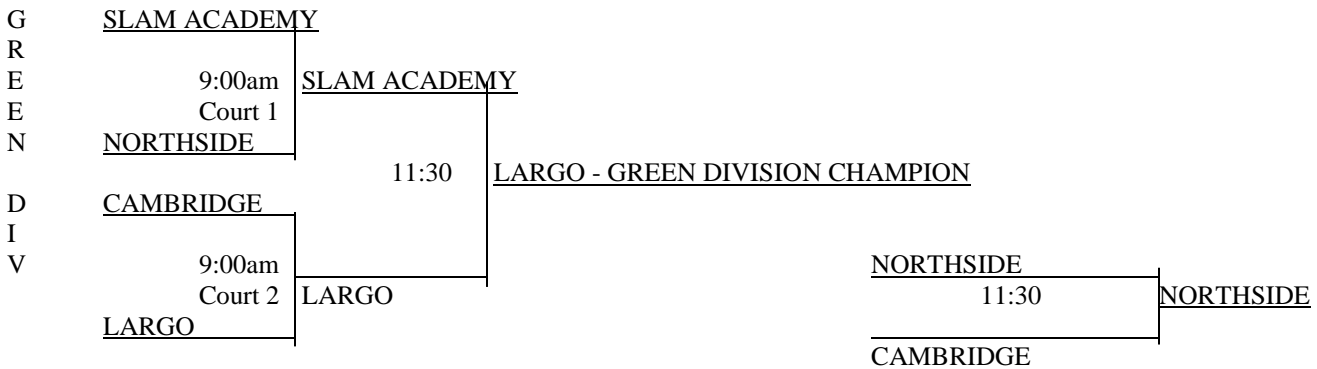 G SLAM ACADEMY
R
E 9:00am SLAM ACADEMY
E Court 1
N NORTHSIDE
11:30 LARGO - GREEN DIVISION CHAMPION
D CAMBRIDGE
I
V 9:00am NORTHSIDE
Court 2 LARGO 11:30 NORTHSIDE
LARGO
CAMBRIDGE